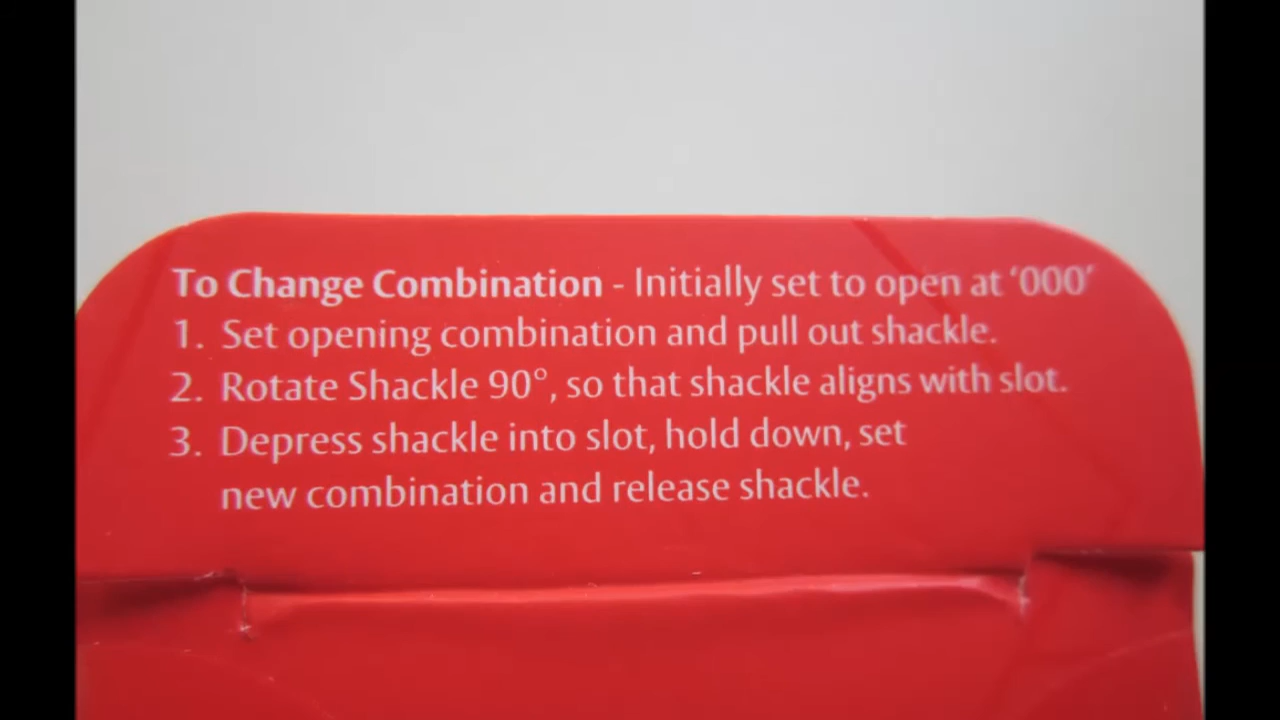 To Change Combination - Initially set to open at ‘000’
1. Set opening combination and pull out shackle.
2. Rotate Shackle 90°, so that shackle aligns with slot.
3. Depress shackle into slot, hold down, set
new combination and release shackle.